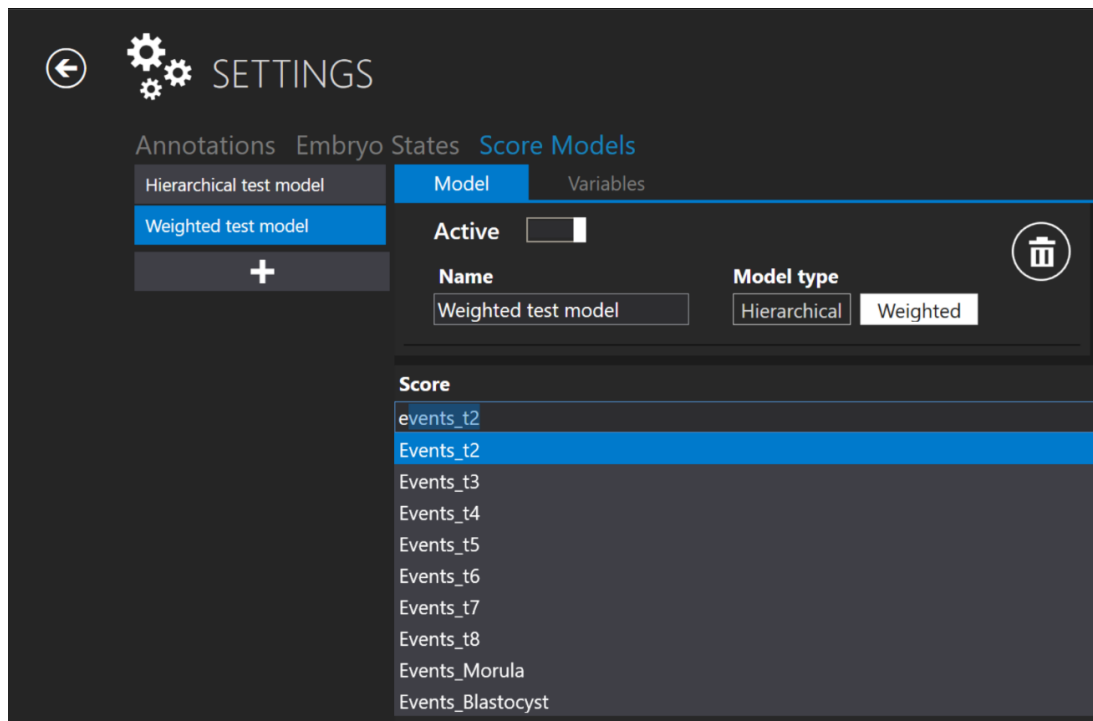 SETTINGS
Annotations Embryo States Score Models
Hierarchical test model
Weighted test model
Model Variables
Active
Name Model type
Weighted test model Hierarchical Weighted
Score
events_t2
Events_t2
Events_t3
Events_t4
Events_t5
Events_t6
Events_t7
Events_t8
Events_Morula
Events_Blastocyst